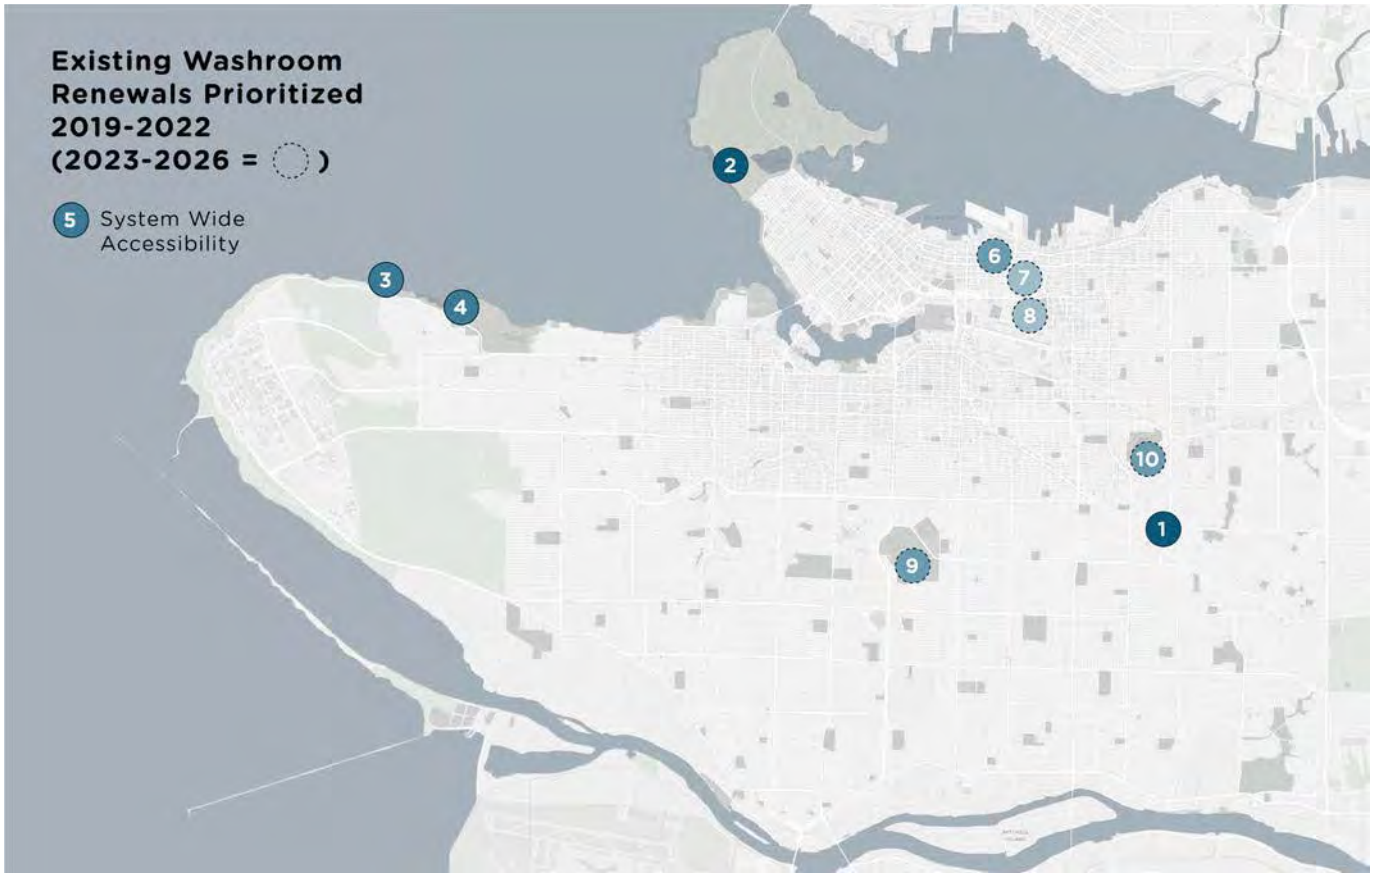 Existing Washroom
Renewals Prioritized
2019-2022
(2023-2026 = )
5 System Wide
Accessibility
2
6
3
7
4
8
10
1
9